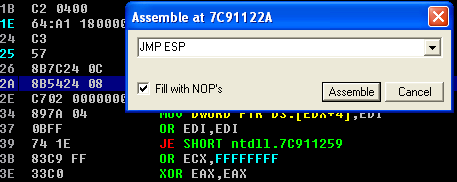 1B C2 0400
1E 64:A1 180000
24 C3
25 57
26 8B7C24 0C
2A 8B5424 08
2E C702 0000000
34 897A 04 MOV DWORD PTR DS:[EDX+4],EDI
37 0BFF OR EDI,EDI
39 74 1E JE SHORT ntdll.7C911259
3B 83C9 FF OR ECX,FFFFFFFF
3E 33C0 XOR EAX,EAX
Assemble at 7C91122A
JMP ESP
Fill with NOP's
Assemble
Cancel